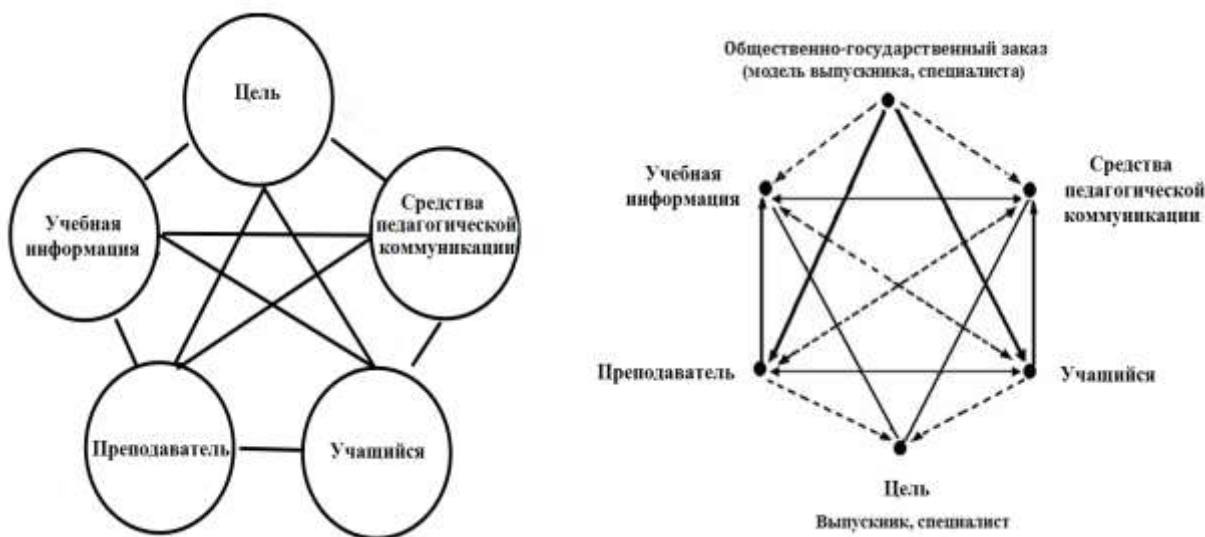 Цель
Учебная
информация
Средства
педагогической
коммуникации
Преподаватель
Учащийся
Общественно-государственный заказ
(модель выпускника, специалиста)
Учебная
информация
Средства
педагогической
коммуникации
Преподаватель
Учащийся
Цель
Выпускник, специалист